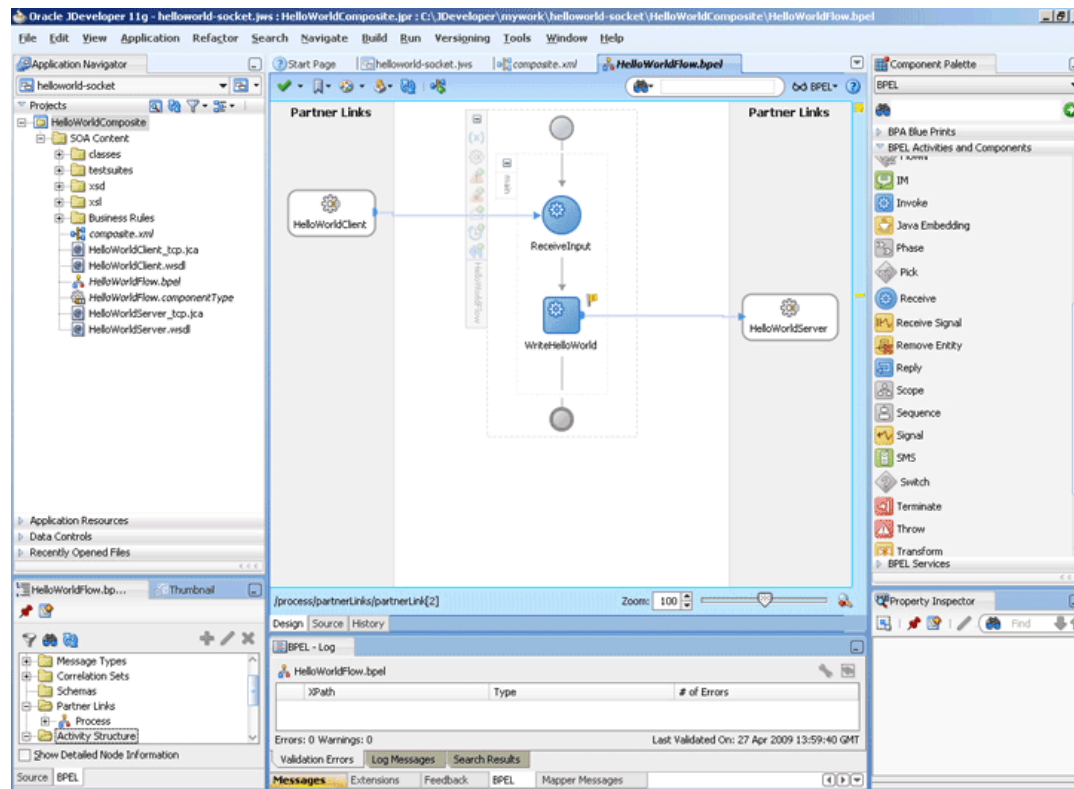 Oracle JDeveloper 11g - helloworld-socket.jws : HelloWorldComposite.jpr : C:\JDeveloper\mywork\helloworld-socket\HelloWorldComposite\HelloWorldFlow.bpel
File Edit View Application Refactor Search Navigate Build Run Versioning Tools Window Help
Application Navigator
helloworld-socket
Projects
HelloWorldComposite
SOA Content
classes
testsuites
xsd
xsl
Business Rules
composite.xml
HelloWorldClient_tcp.jca
HelloWorldClient.wsdl
HelloWorldFlow.bpel
HelloWorldFlow.componentType
HelloWorldServer_tcp.jca
HelloWorldServer.wsdl
Application Resources
Data Controls
Recently Opened Files
HelloWorldFlow.bp... Thumbnail
Message Types
Correlation Sets
Schemas
Partner Links
Process
Activity Structure
Show Detailed Node Information
Source BPEL
Start Page helloworld-socket.jws composite.xml HelloWorldFlow.bpel
BPEL
Partner Links Partner Links
(x)
main
HelloWorldClient
ReceiveInput
HelloWorldFlow
HelloWorldServer
WriteHelloWorld
/process/partnerLinks/partnerLink[2] Zoom: 100
Design Source History
BPEL - Log
HelloWorldFlow.bpel
XPath Type # of Errors
Errors: 0 Warnings: 0 Last Validated On: 27 Apr 2009 13:59:40 GMT
Validation Errors Log Messages Search Results
Messages Extensions Feedback BPEL Mapper Messages
Component Palette
BPEL
BPA Blue Prints
BPEL Activities and Components
IM
Invoke
Java Embedding
Phase
Pick
Receive
Receive Signal
Remove Entity
Reply
Scope
Sequence
Signal
SMS
Switch
Terminate
Throw
Transform
BPEL Services
Property Inspector
Find